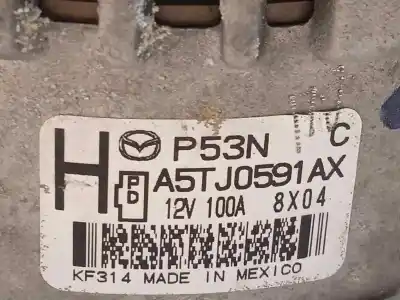 H P53N C
P D A5TJ0591AX
12V 100A 8X04
KF314 MADE IN MEXICO